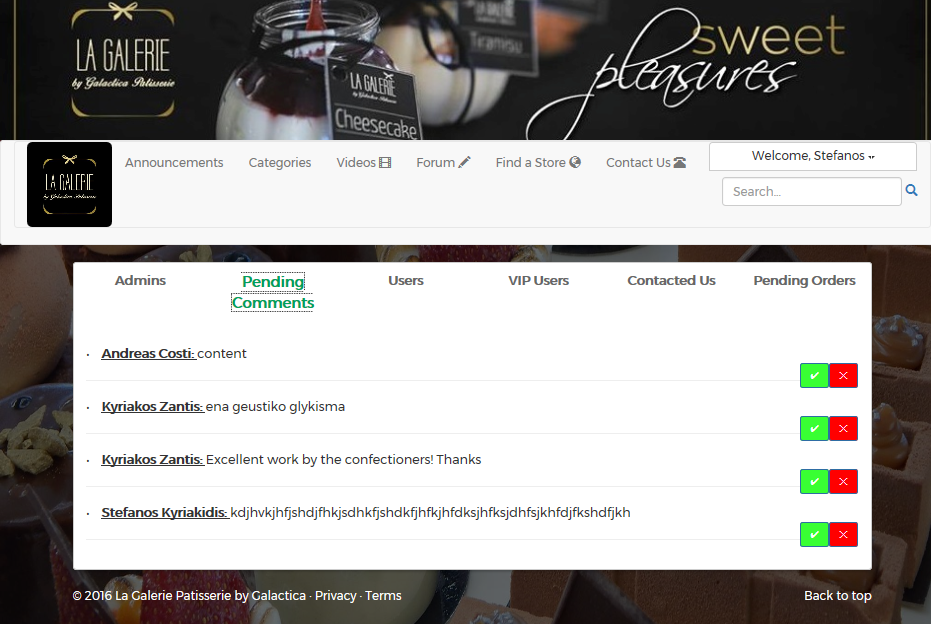 LA GALERIE
by Galactica Patisserie
LA GALERIE
by Galactica Patisserie
Cheesecake
Tiramisu
sweet
pleasures
LA GALERIE
by Galactica Patisserie
Announcements
Categories
Videos
Forum
Find a Store
Contact Us
Welcome, Stefanos
Search...
Admins
Pending
Comments
Users
VIP Users
Contacted Us
Pending Orders
Andreas Costi: content
Kyriakos Zantis: ena geustiko glykisma
Kyriakos Zantis: Excellent work by the confectioners! Thanks
Stefanos Kyriakidis: kdjhvkjhfjshdjfhkjsdhkfjshdkfjhfkjhfdksjhfksjdhfsjkhfdjfkshdfjkh
© 2016 La Galerie Patisserie by Galactica · Privacy · Terms
Back to top